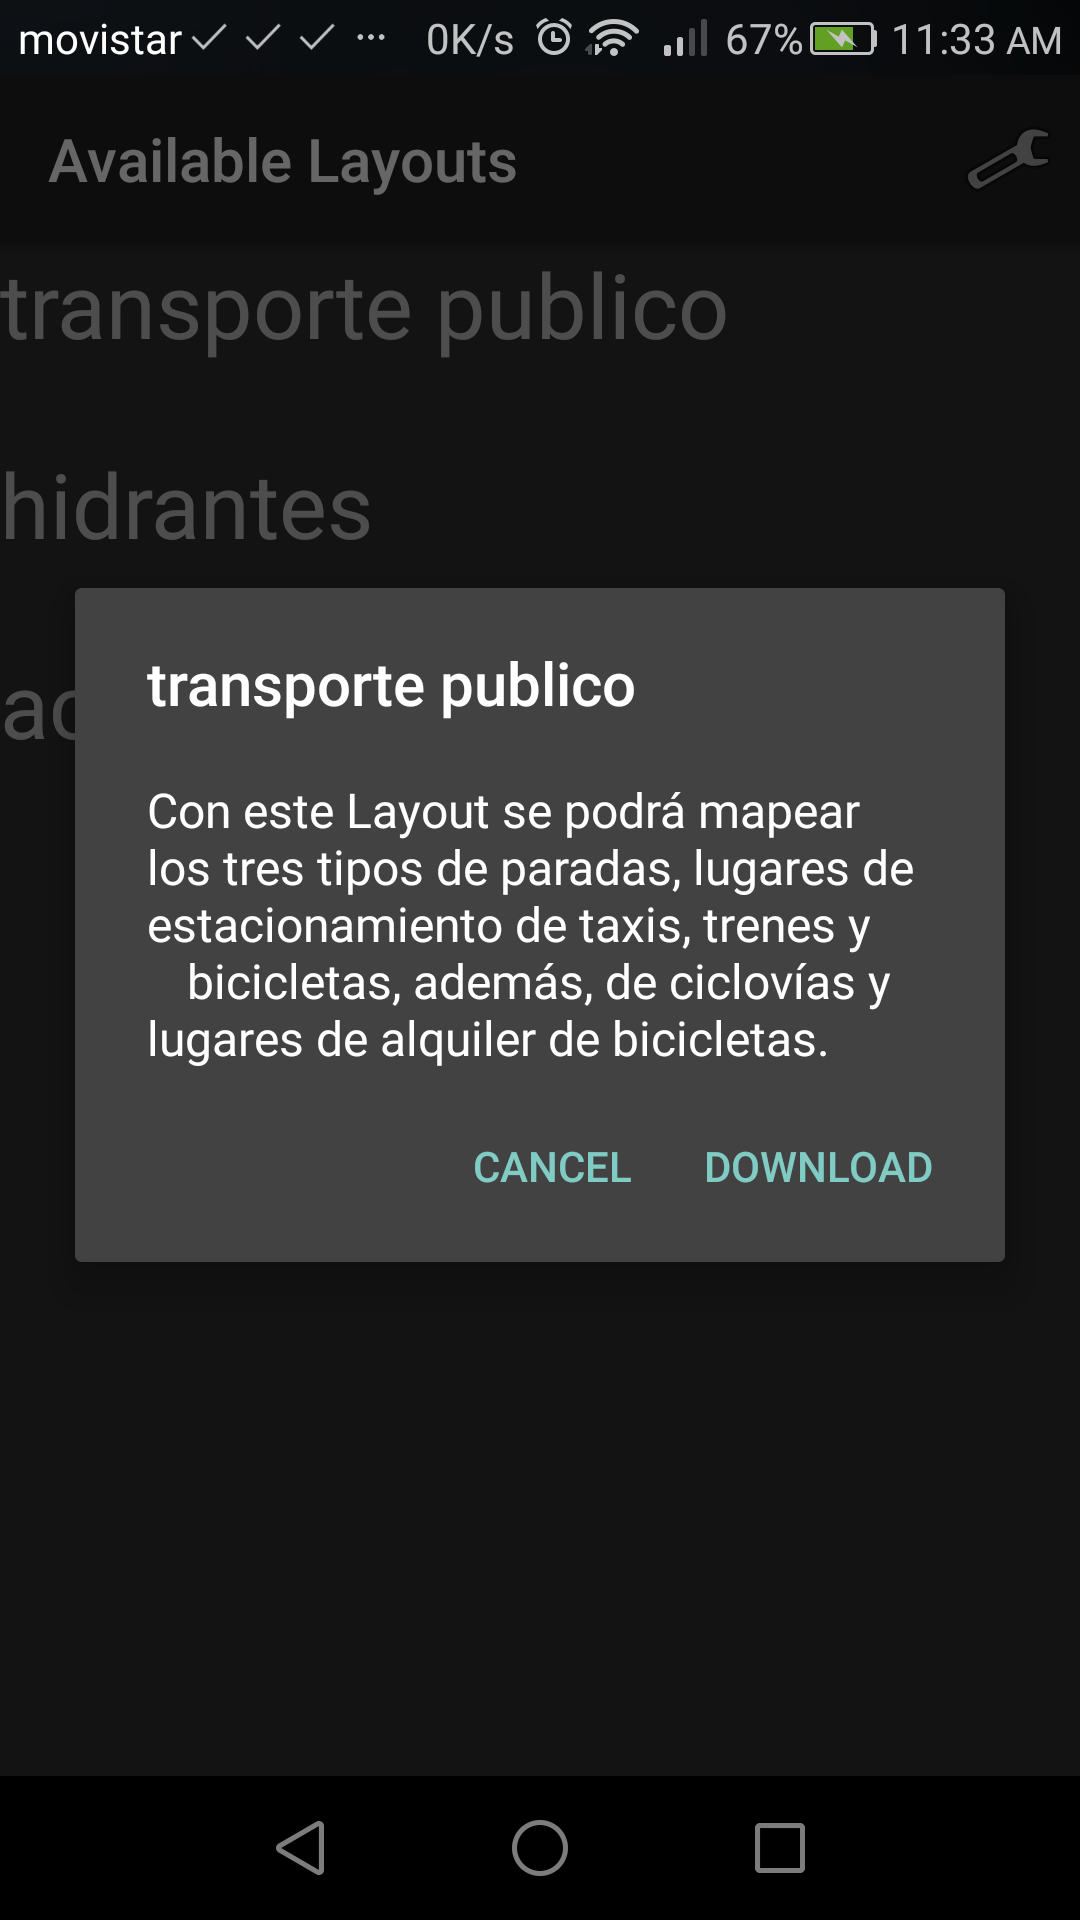 movistar 0K/s 67% 11:33 AM
Available Layouts
transporte publico
hidrantes
transporte publico
Con este Layout se podrá mapear
los tres tipos de paradas, lugares de
estacionamiento de taxis, trenes y
bicicletas, además, de ciclovías y
lugares de alquiler de bicicletas.
CANCEL DOWNLOAD